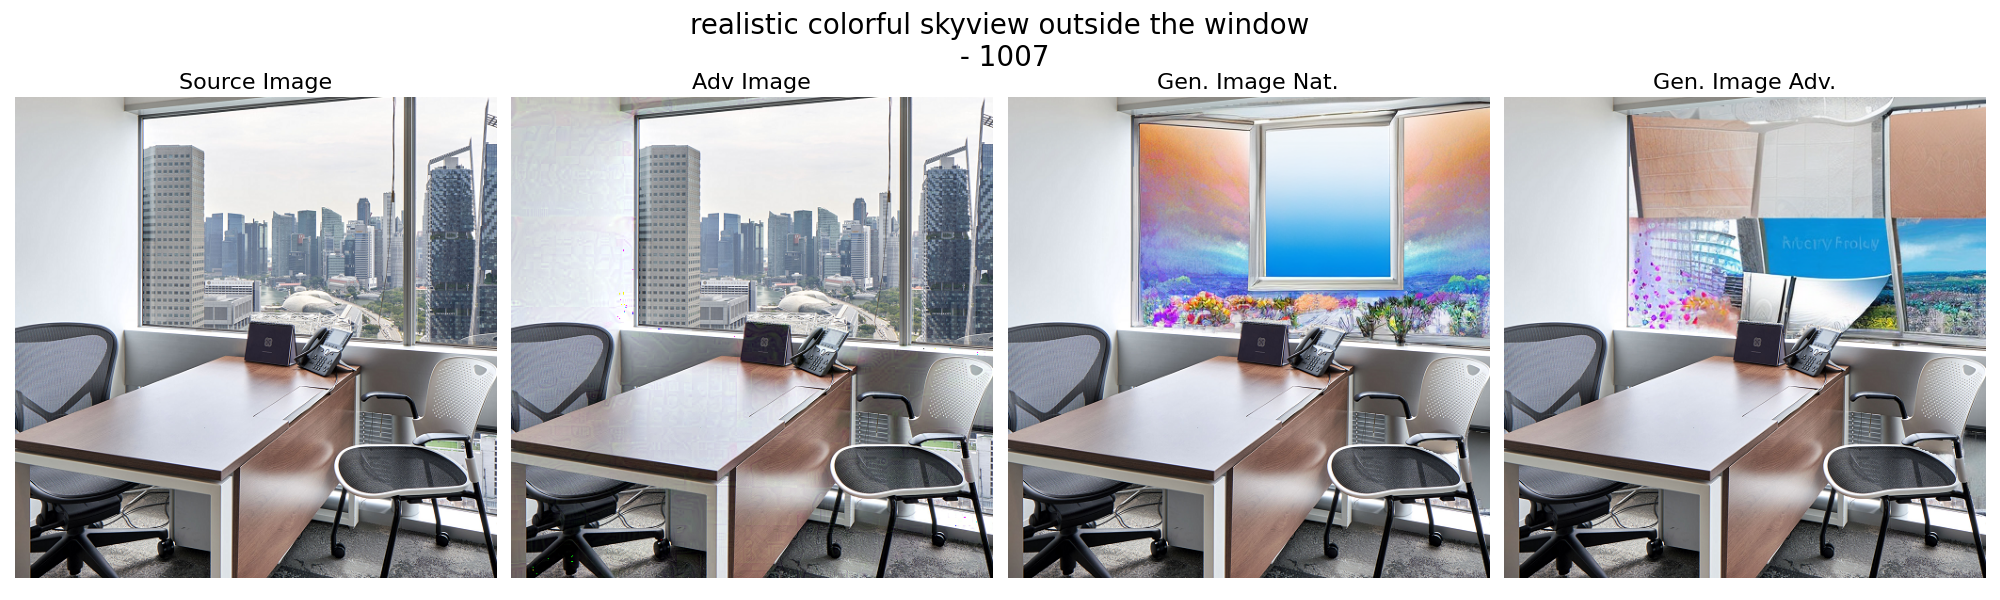 realistic colorful skyview outside the window
- 1007
Source Image
Adv Image
Gen. Image Nat.
Gen. Image Adv.